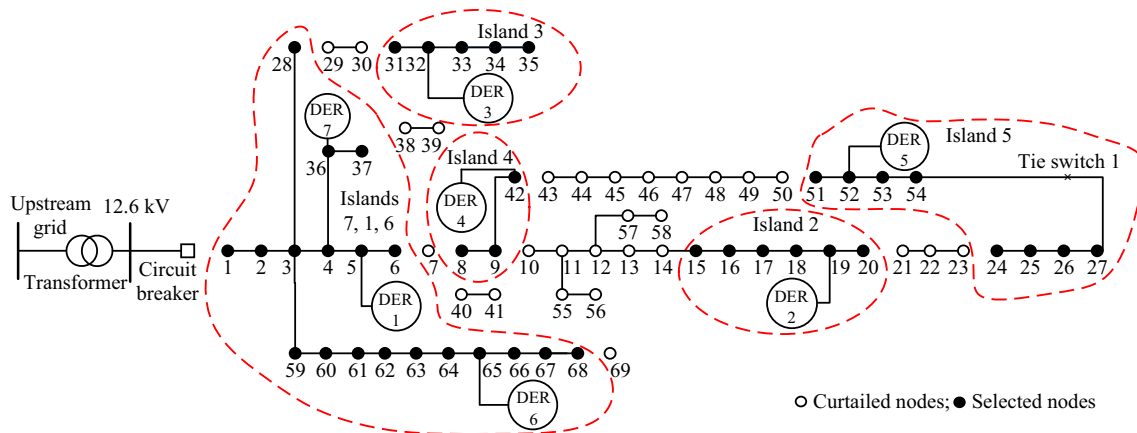 Island 3
28
29 30
31 32 33 34 35
DER
3
DER
7
38 39
36 37
Island 4
Island 5
DER
5
Tie switch 1
Upstream
grid
12.6 kV
Islands
7, 1, 6
DER
4
42 43 44 45 46 47 48 49 50
51 52 53 54
57 58
Island 2
Transformer
Circuit
breaker
1 2 3 4 5 6 7 8 9 10 11 12 13 14 15 16 17 18 19 20 21 22 23 24 25 26 27
DER
1
40 41
55 56
DER
2
59 60 61 62 63 64 65 66 67 68 69
DER
6
Curtailed nodes; Selected nodes